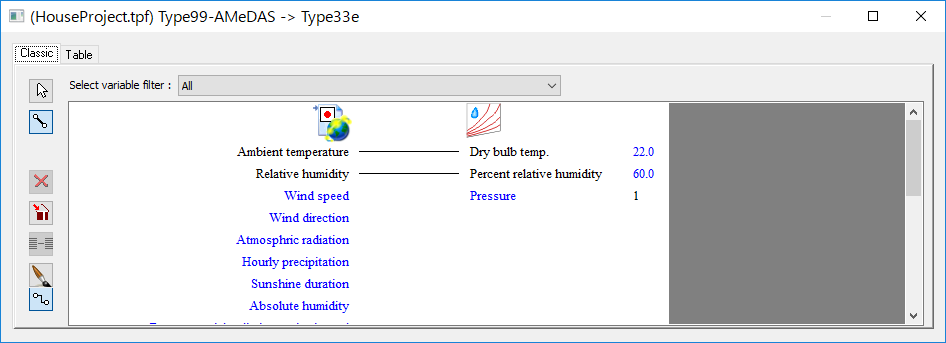 (HouseProject.tpf) Type99-AMeDAS -> Type33e
Classic Table
Select variable filter : All
Ambient temperature Dry bulb temp. 22.0
Relative humidity Percent relative humidity 60.0
Wind speed Pressure 1
Wind direction
Atmosphric radiation
Hourly precipitation
Sunshine duration
Absolute humidity